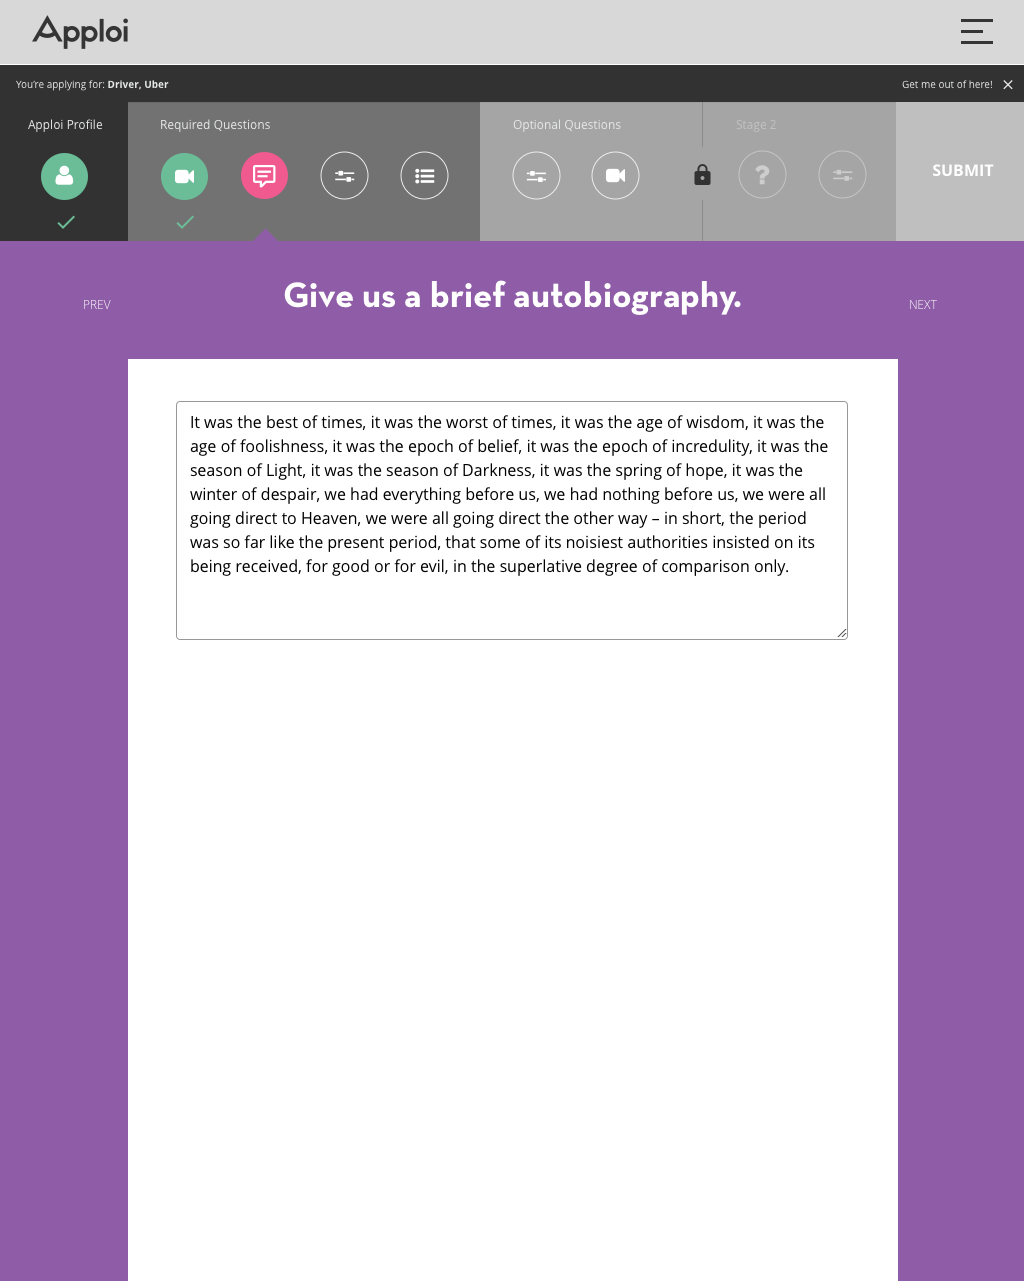 Apploi
You're applying for: Driver, Uber
Get me out of here!
Apploi Profile
Required Questions
Optional Questions
Stage 2
?
SUBMIT
PREV
Give us a brief autobiography.
NEXT
It was the best of times, it was the worst of times, it was the age of wisdom, it was the
age of foolishness, it was the epoch of belief, it was the epoch of incredulity, it was the
season of Light, it was the season of Darkness, it was the spring of hope, it was the
winter of despair, we had everything before us, we had nothing before us, we were all
going direct to Heaven, we were all going direct the other way – in short, the period
was so far like the present period, that some of its noisiest authorities insisted on its
being received, for good or for evil, in the superlative degree of comparison only.